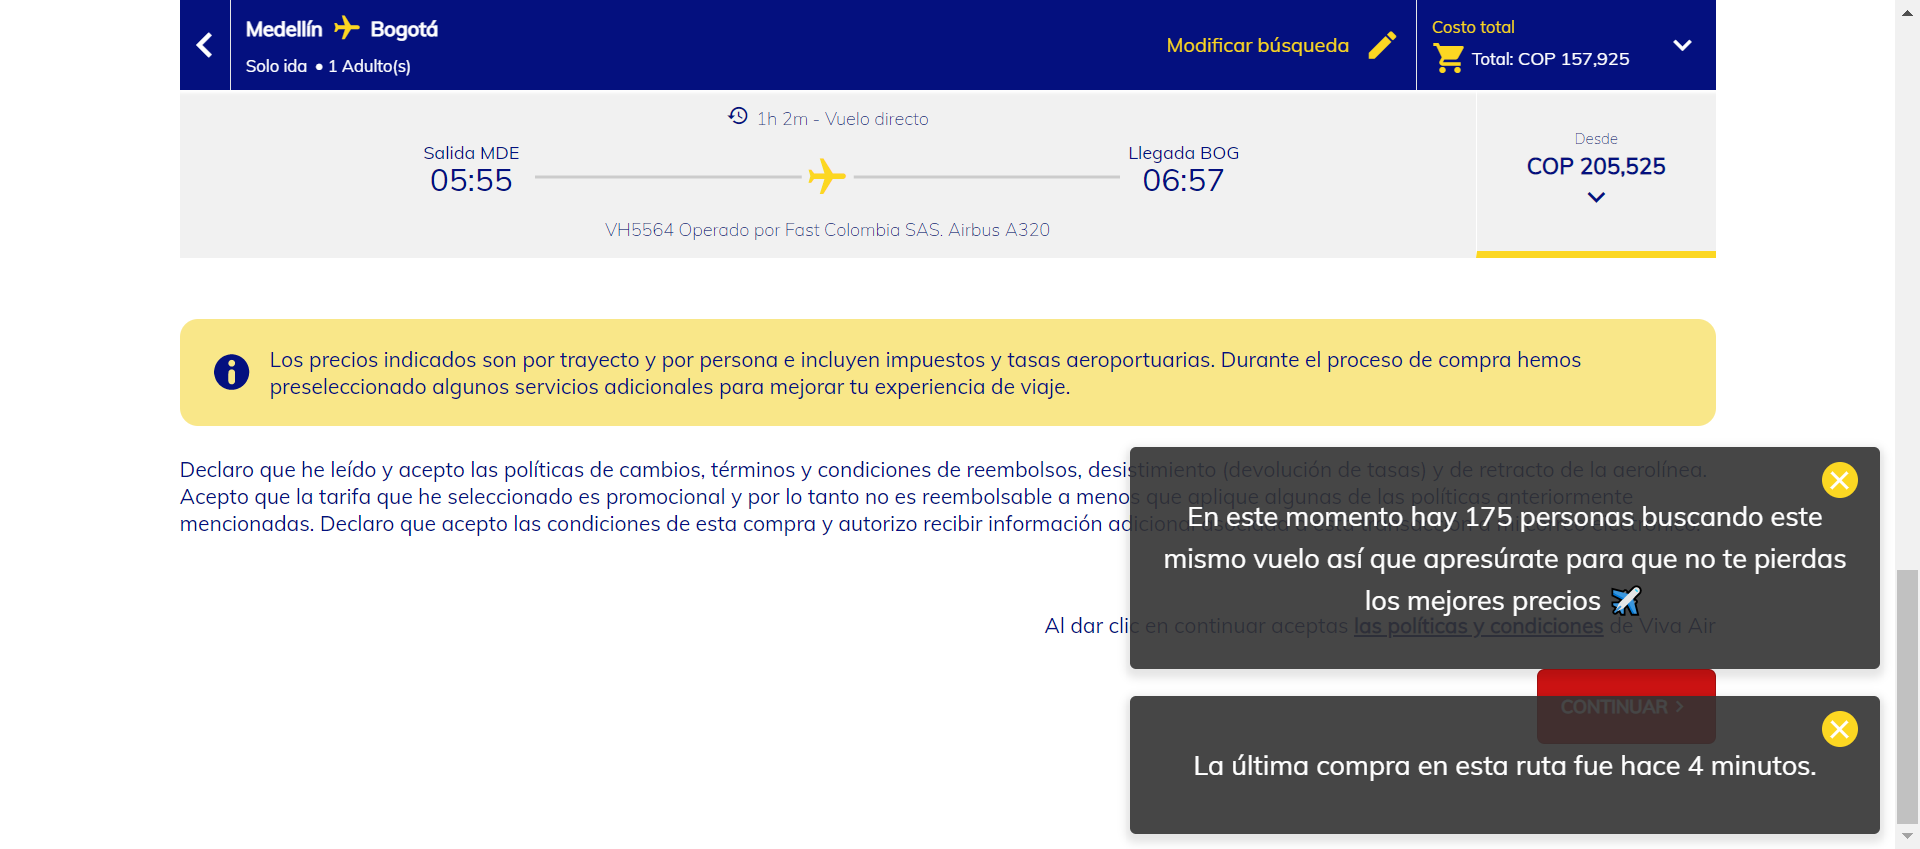 Medellín Bogotá
Solo ida • 1 Adulto(s)
Modificar búsqueda
Costo total
Total: COP 157,925
1h 2m - Vuelo directo
Salida MDE
05:55
Llegada BOG
06:57
VH5564 Operado por Fast Colombia SAS. Airbus A320
Desde
COP 205,525
Los precios indicados son por trayecto y por persona e incluyen impuestos y tasas aeroportuarias. Durante el proceso de compra hemos
preseleccionado algunos servicios adicionales para mejorar tu experiencia de viaje.
Declaro que he leído y acepto las políticas de cambios, términos y condiciones de reembolsos, desistimiento (devolución de tasas) y de retracto de la aerolínea.
Acepto que la tarifa que he seleccionado es promocional y por lo tanto no es reembolsable a menos que aplique algunas de las políticas anteriormente
mencionadas. Declaro que acepto las condiciones de esta compra y autorizo recibir información adicional asociada a esta transacción a mi correo electrónico.
En este momento hay 175 personas buscando este
mismo vuelo así que apresúrate para que no te pierdas
los mejores precios ✈️
Al dar clic en continuar aceptas las políticas y condiciones de Viva Air
CONTINUAR >
La última compra en esta ruta fue hace 4 minutos.